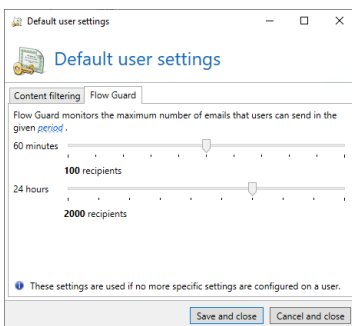 Default user settings
Default user settings
Content filtering Flow Guard
Flow Guard monitors the maximum number of emails that users can send in the
given period .
60 minutes
100 recipients
24 hours
2000 recipients
These settings are used if no more specific settings are configured on a user.
Save and close Cancel and close